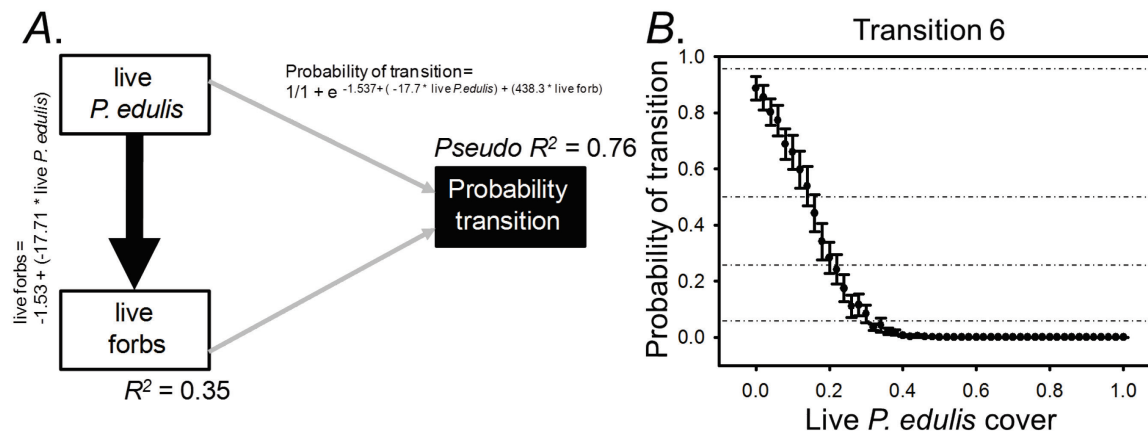 A.
live
P. edulis
live forbs =
-1.53 + (-17.71 * live P. edulis)
live
forbs
R² = 0.35
Probability of transition=
1/1 + e -1.537+ ( -17.7 * live P.edulis) + (438.3 * live forb)
Pseudo R² = 0.76
Probability
transition
B.
Transition 6
Probability of transition
1.0
0.8
0.6
0.4
0.2
0.0
0.0 0.2 0.4 0.6 0.8 1.0
Live P. edulis cover